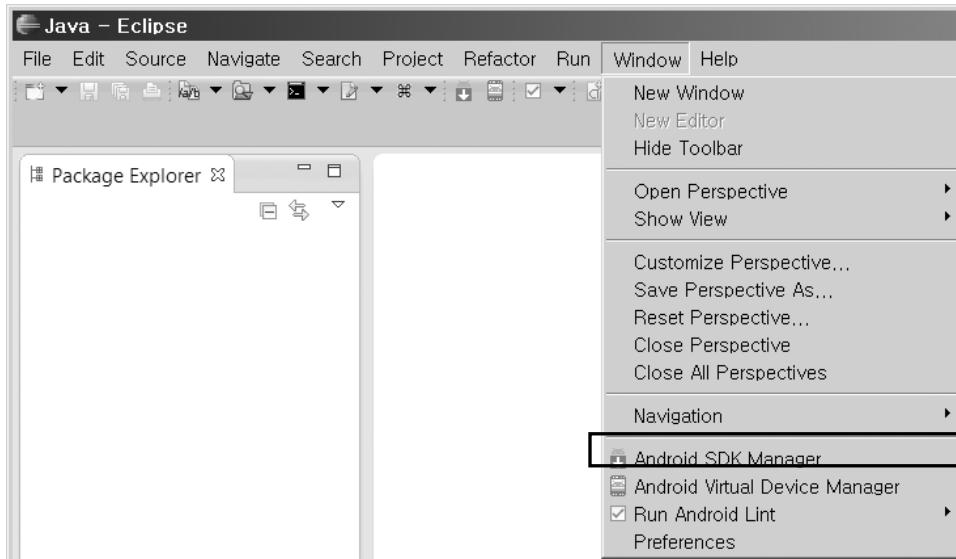 Java - Eclipse
File Edit Source Navigate Search Project Refactor Run Window Help
New Window
New Editor
Hide Toolbar
Package Explorer
Open Perspective
Show View
Customize Perspective...
Save Perspective As...
Reset Perspective...
Close Perspective
Close All Perspectives
Navigation
Android SDK Manager
Android Virtual Device Manager
Run Android Lint
Preferences